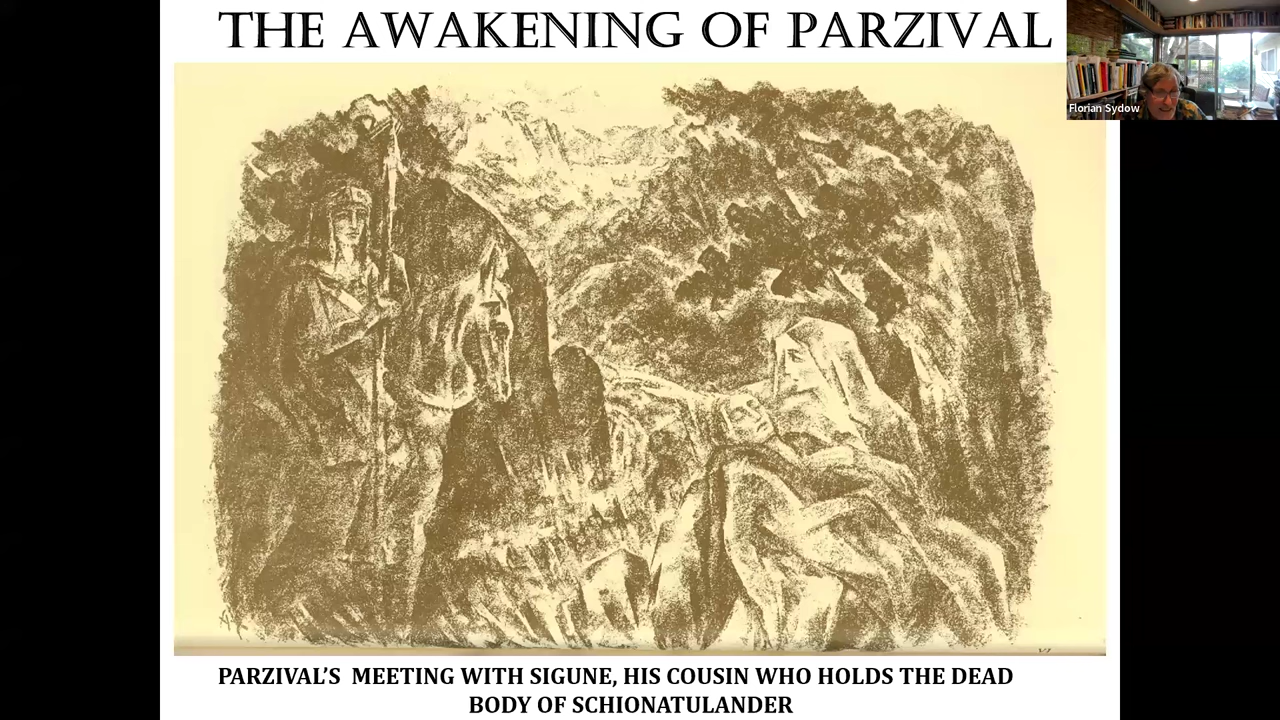 THE AWAKENING OF PARZIVAL
Florian Sydow
PARZIVAL'S MEETING WITH SIGUNE, HIS COUSIN WHO HOLDS THE DEAD
BODY OF SCHIONATULANDER